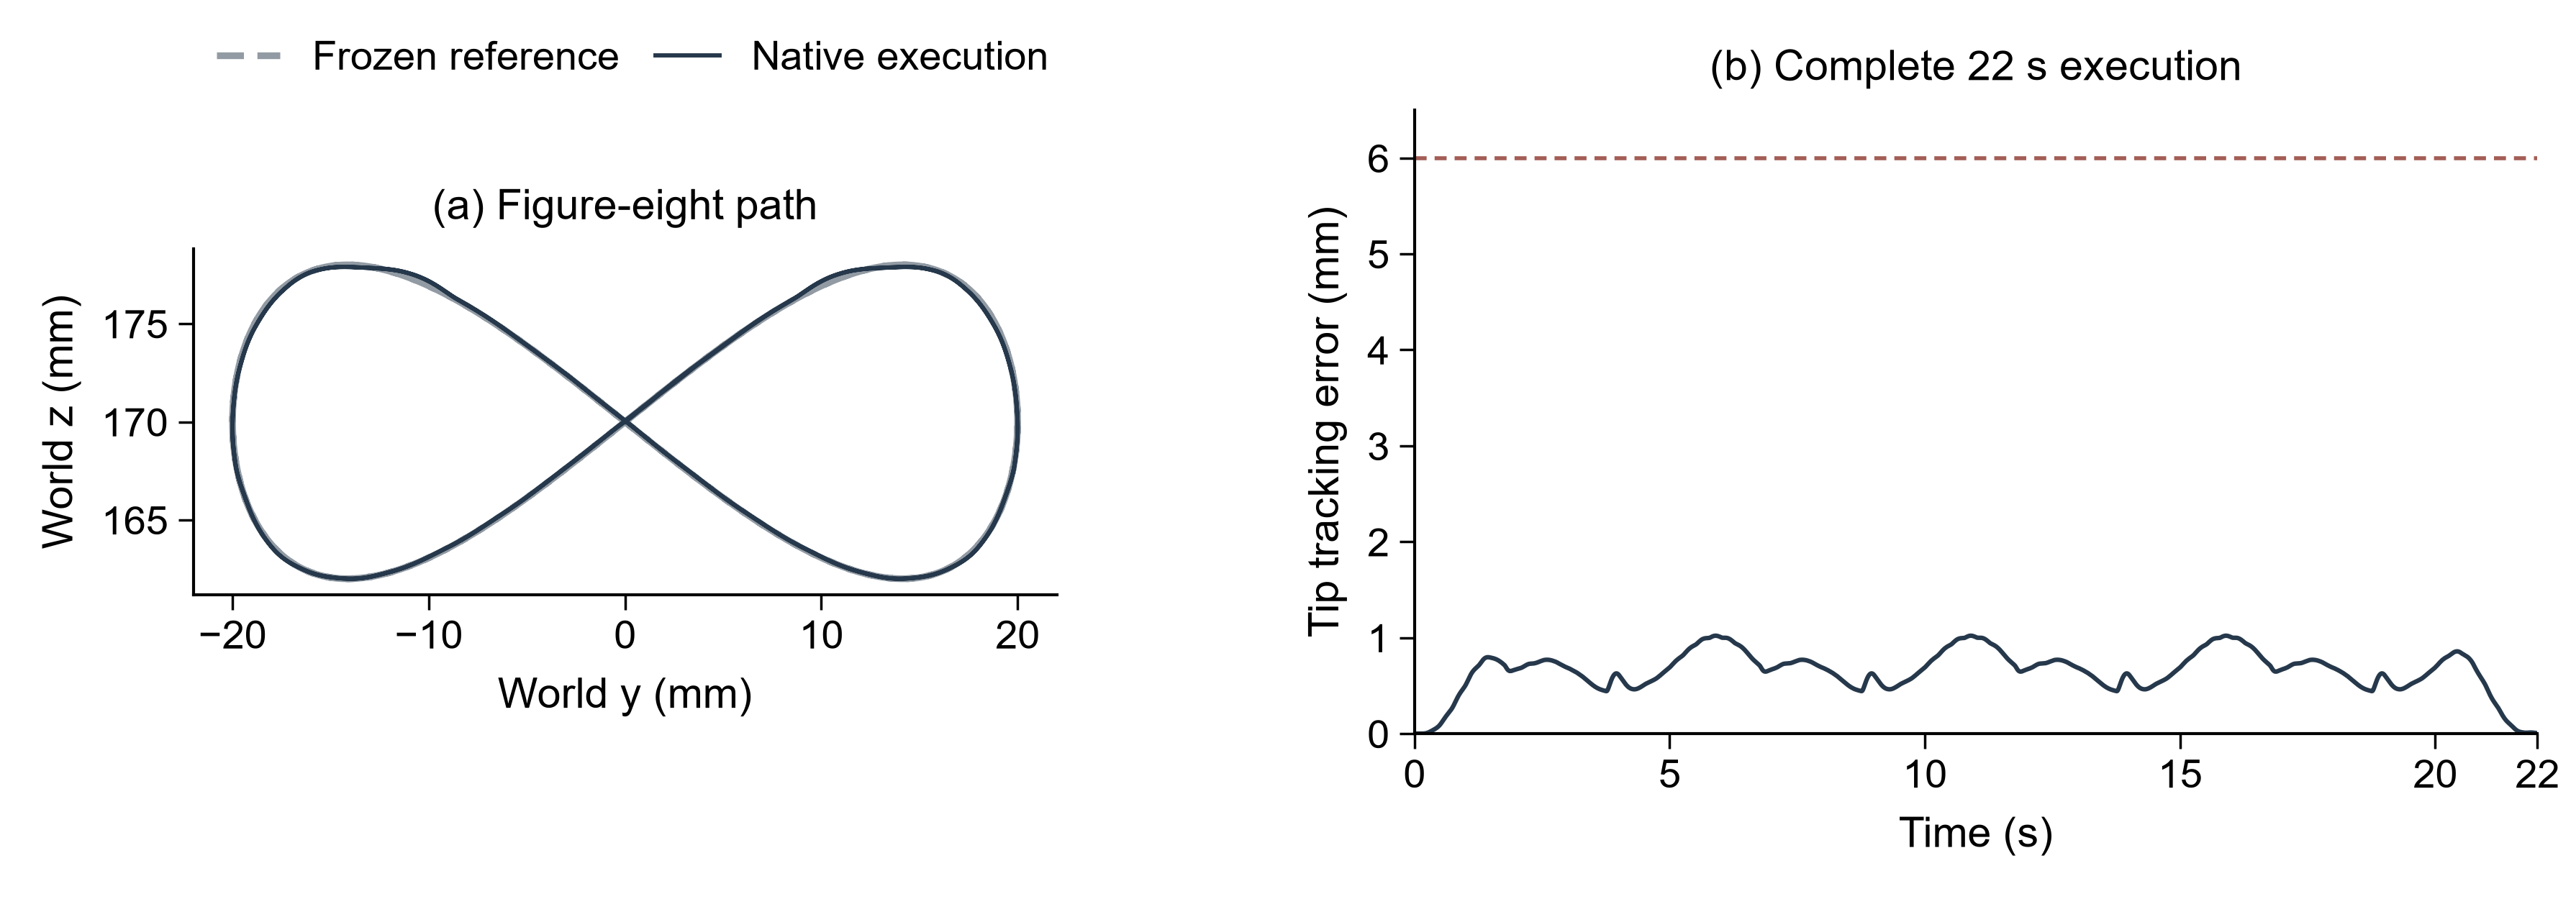 Frozen reference Native execution
(a) Figure-eight path
World z (mm)
175
170
165
−20 −10 0 10 20
World y (mm)
(b) Complete 22 s execution
Tip tracking error (mm)
6
5
4
3
2
1
0
0 5 10 15 20 22
Time (s)